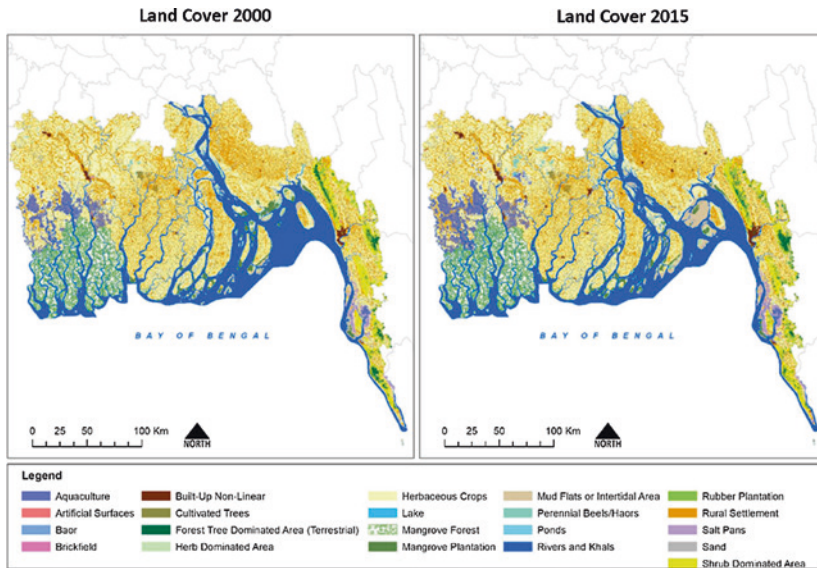 Land Cover 2000
Land Cover 2015
BAY OF BENGAL
BAY OF BENGAL
0 25 50 100 Km
NORTH
0 25 50 100 Km
NORTH
Legend
Aquaculture
Artificial Surfaces
Baor
Brickfield
Built-Up Non-Linear
Cultivated Trees
Forest Tree Dominated Area (Terrestrial)
Herb Dominated Area
Herbaceous Crops
Lake
Mangrove Forest
Mangrove Plantation
Mud Flats or Intertidal Area
Perennial Beels/Haors
Ponds
Rivers and Khals
Rubber Plantation
Rural Settlement
Salt Pans
Sand
Shrub Dominated Area